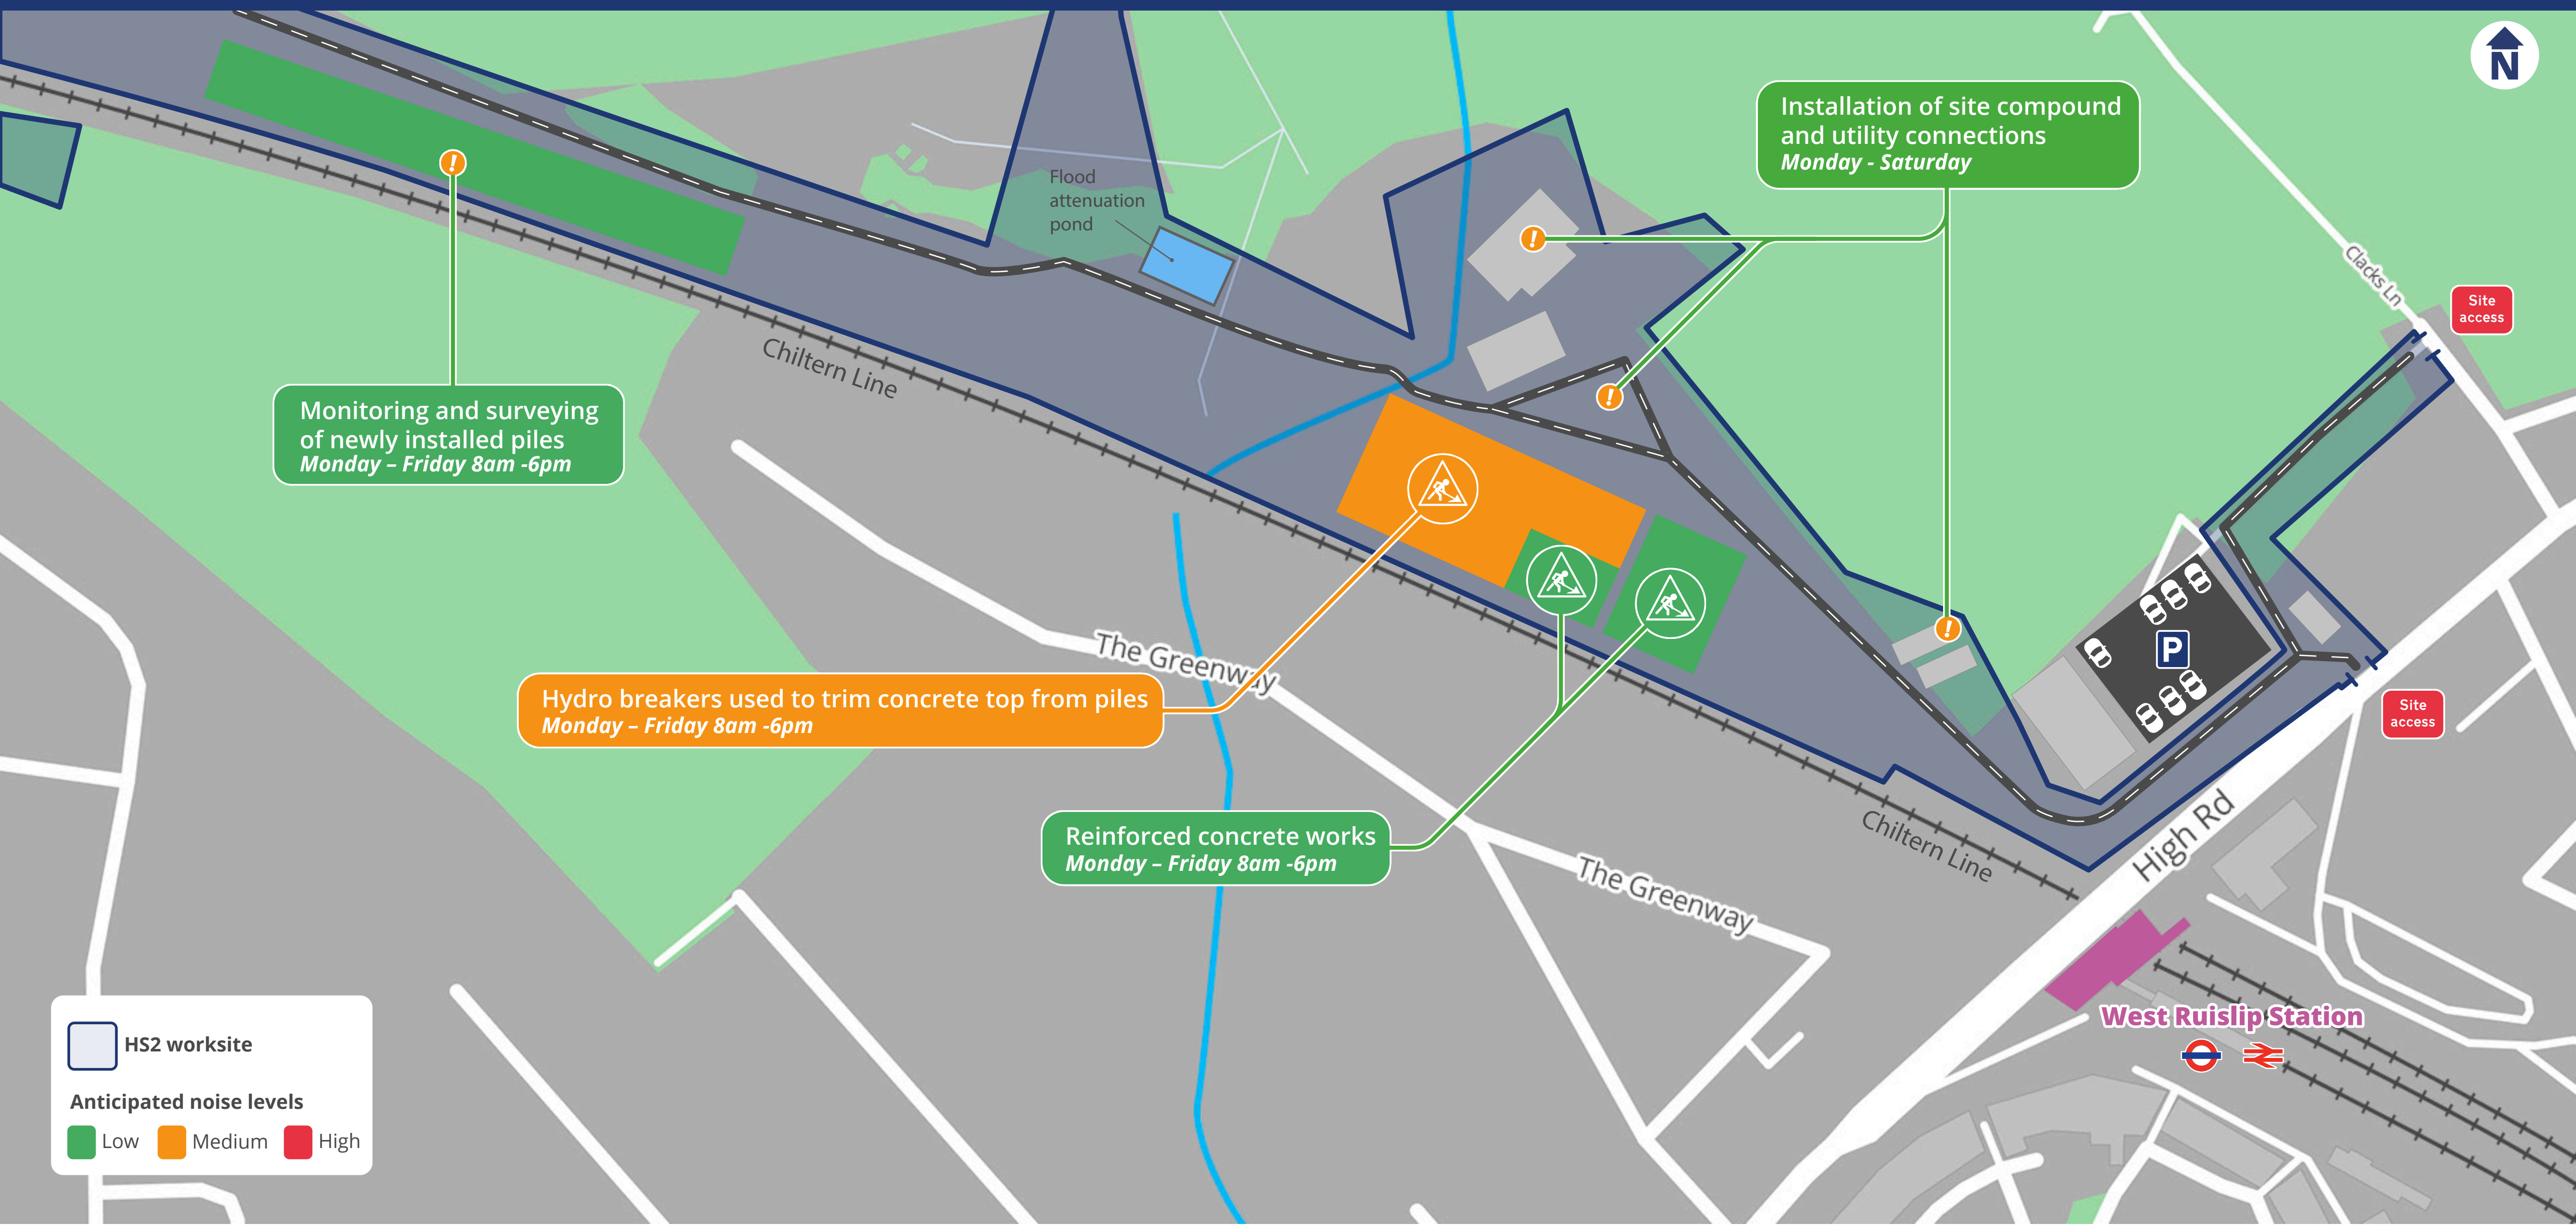 N
Installation of site compound
and utility connections
Monday - Saturday
Flood
attenuation
pond
Clacks Ln
Site
access
Chiltern Line
Monitoring and surveying
of newly installed piles
Monday – Friday 8am -6pm
The Greenway
P
Hydro breakers used to trim concrete top from piles
Monday – Friday 8am -6pm
Site
access
Reinforced concrete works
Monday – Friday 8am -6pm
Chiltern Line
High Rd
The Greenway
West Ruislip Station
HS2 worksite
Anticipated noise levels
Low
Medium
High